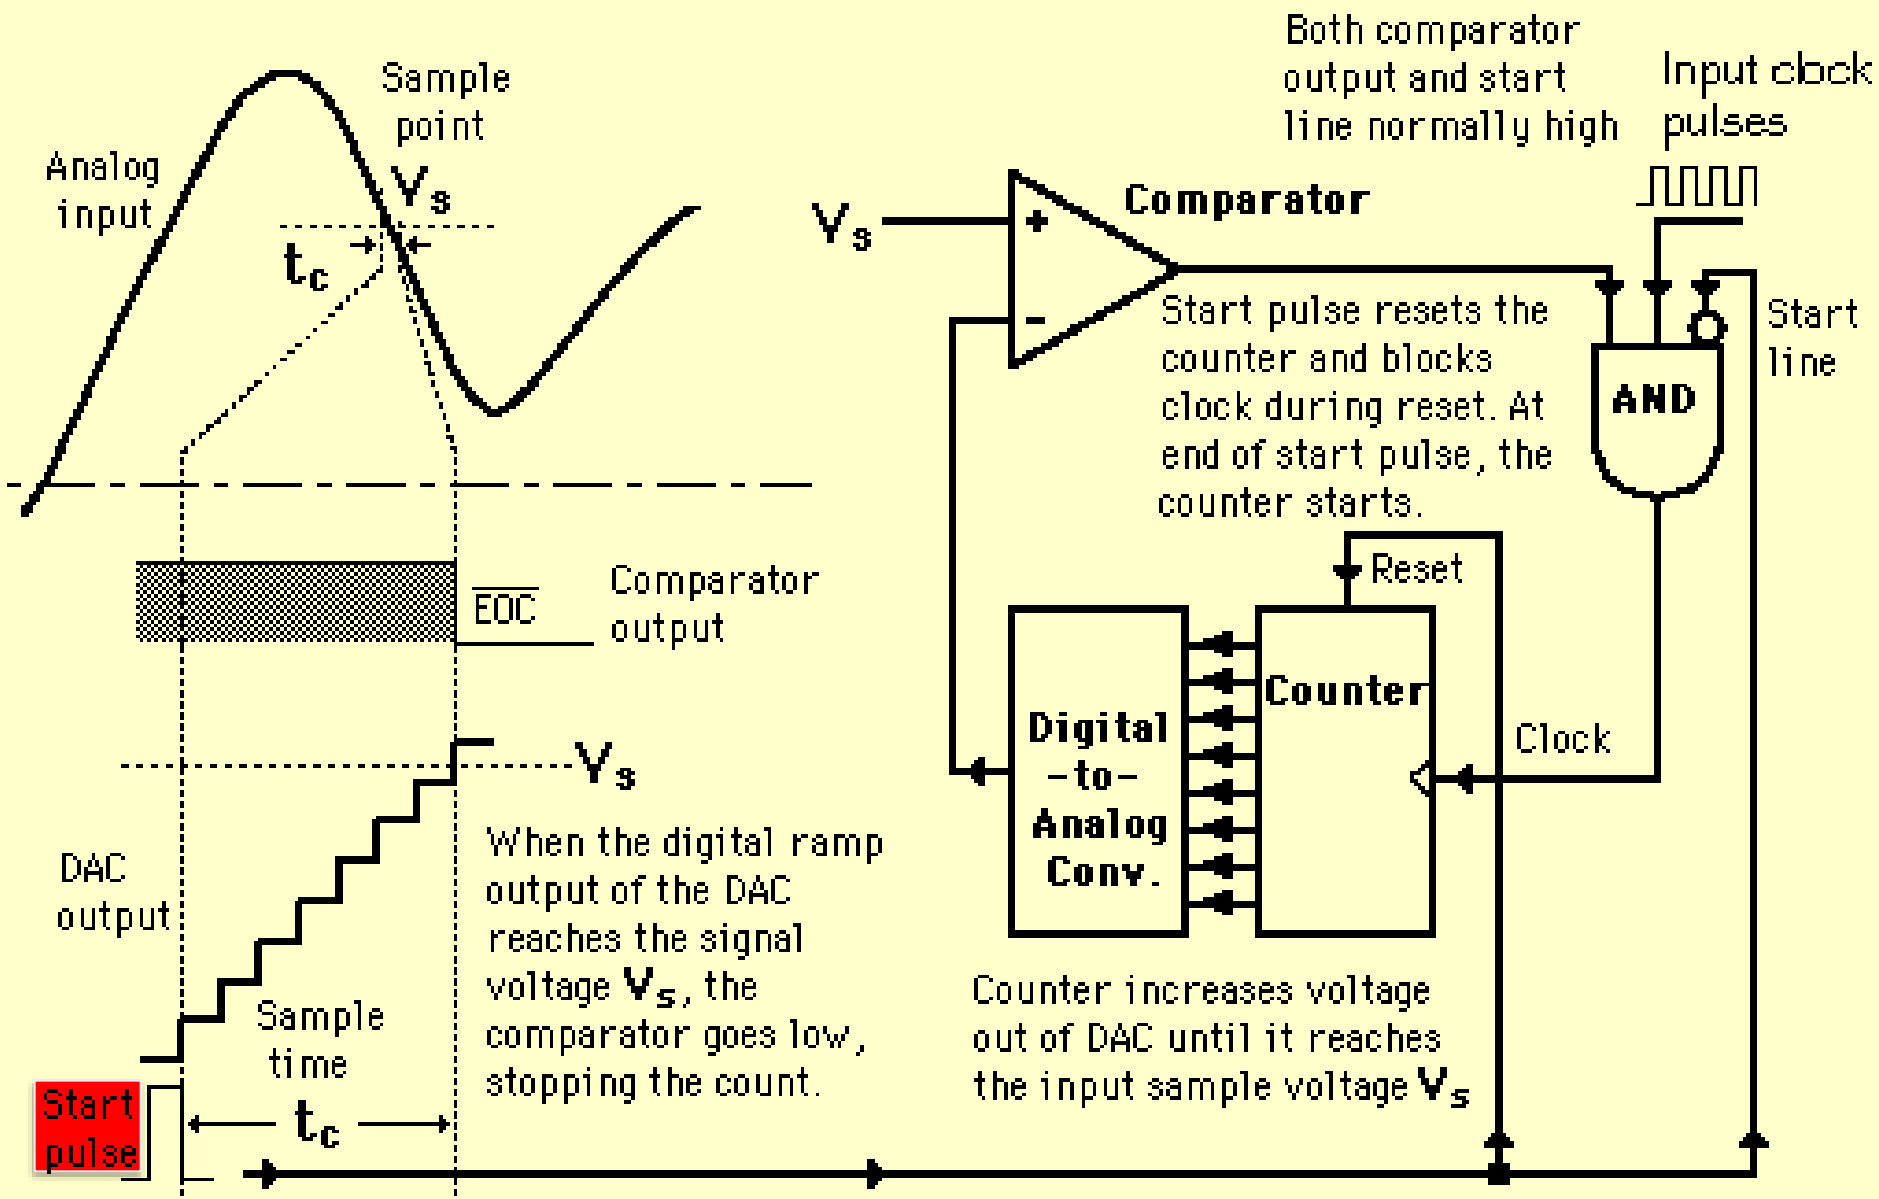 Sample
point
Analog
input
Vs
tc
EOC
Comparator
output
Vs
DAC
output
Sample
time
tc
Start
pulse
When the digital ramp
output of the DAC
reaches the signal
voltage Vs, the
comparator goes low,
stopping the count.
Both comparator
output and start
line normally high
Input clock
pulses
Vs
+
-
Comparator
Start pulse resets the
counter and blocks
clock during reset. At
end of start pulse, the
counter starts.
AND
Start
line
Reset
Counter
Clock
Digital
-to-
Analog
Conv.
Counter increases voltage
out of DAC until it reaches
the input sample voltage Vs